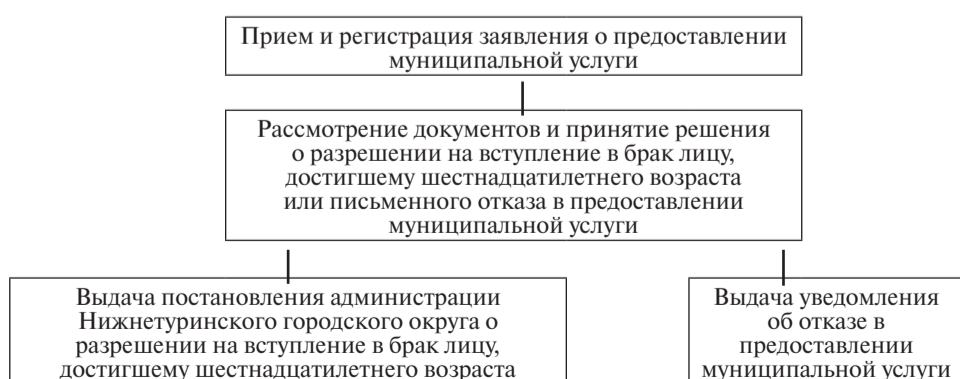 Прием и регистрация заявления о предоставлении
муниципальной услуги
Рассмотрение документов и принятие решения
о разрешении на вступление в брак лицу,
достигшему шестнадцатилетнего возраста
или письменного отказа в предоставлении
муниципальной услуги
Выдача постановления администрации
Нижнетуринского городского округа о
разрешении на вступление в брак лицу,
достигшему шестнадцатилетнего возраста
Выдача уведомления
об отказе в
предоставлении
муниципальной услуги